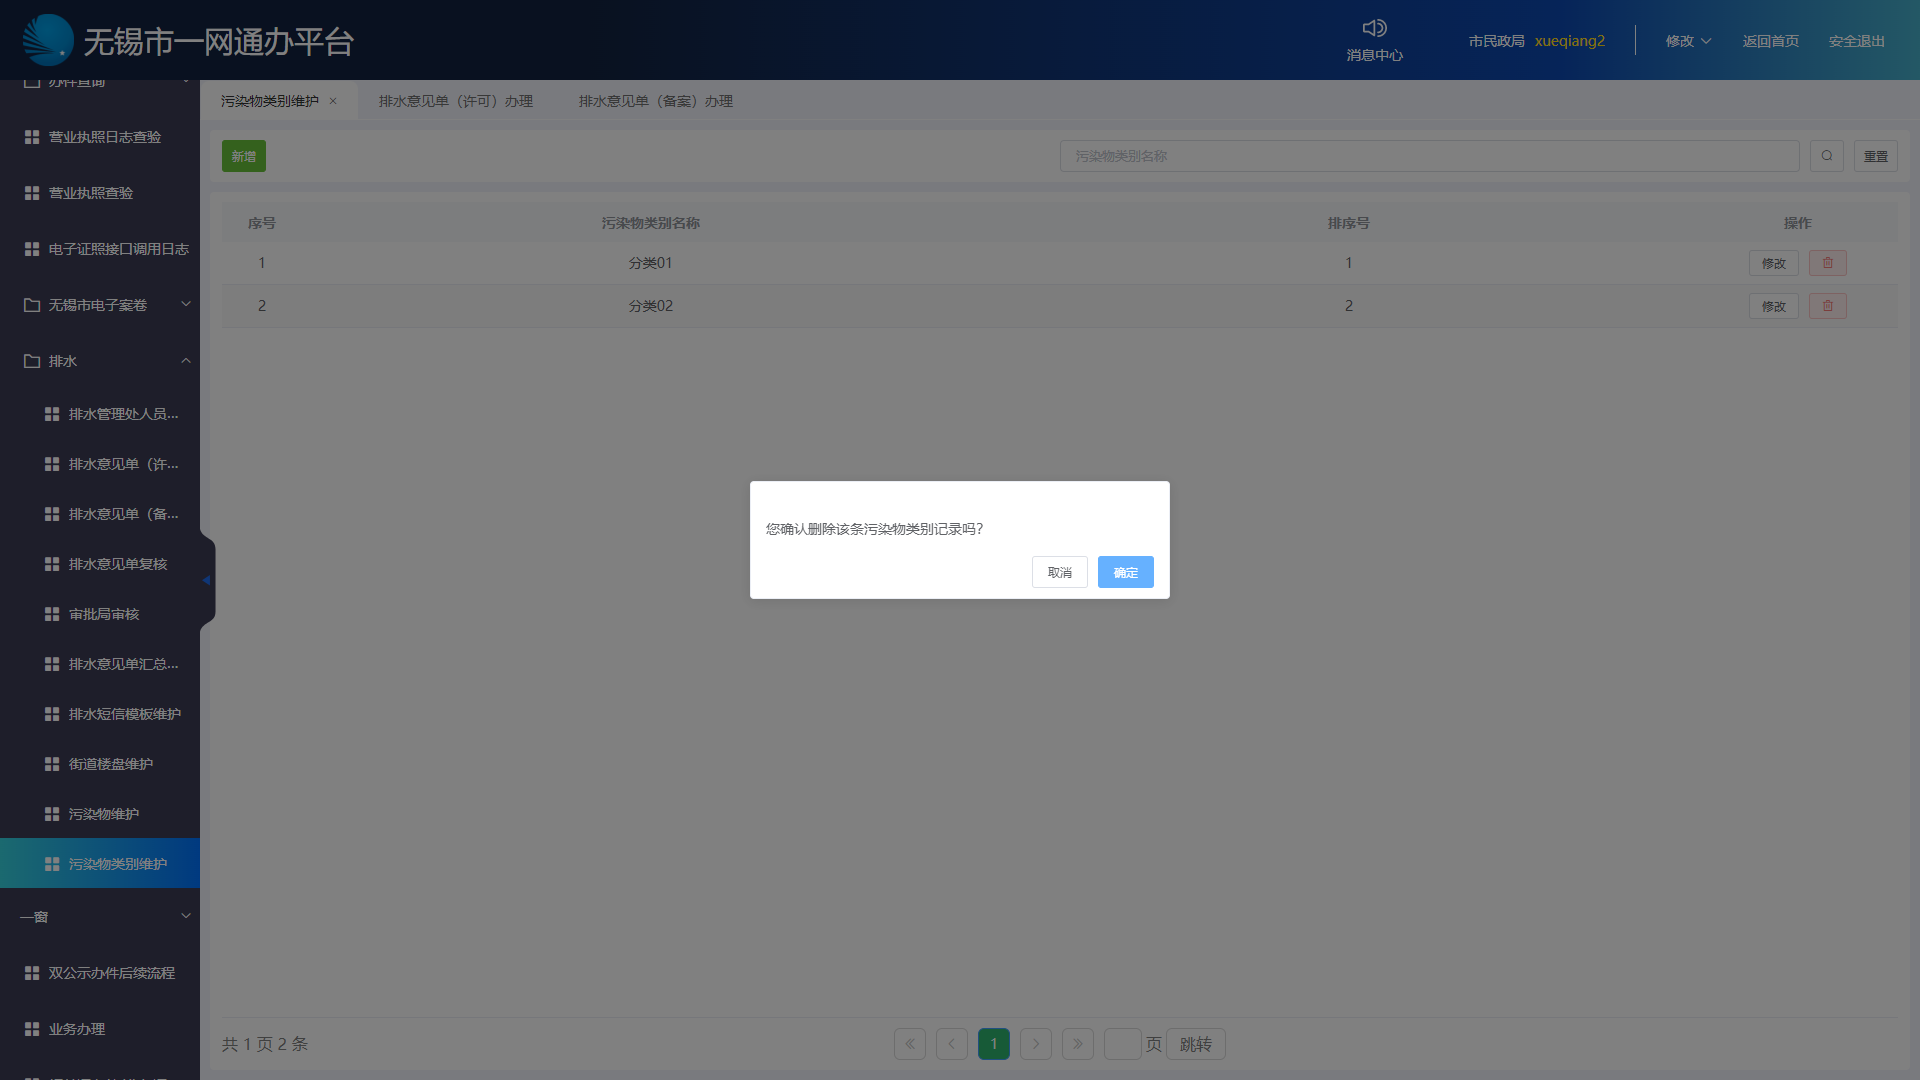 无锡市一网通办平台
消息中心
市民政局 xueqiang2
修改
返回首页
安全退出
办件查询
营业执照日志查验
营业执照查验
电子证照接口调用日志
无锡市电子案卷
排水
排水管理处人员...
排水意见单（许...
排水意见单（备...
排水意见单复核
审批局审核
排水意见单汇总...
排水短信模板维护
街道楼盘维护
污染物维护
污染物类别维护
一窗
双公示办件后续流程
业务办理
污染物类别维护 ×
排水意见单（许可）办理
排水意见单（备案）办理
新增
污染物类别名称
重置
序号 污染物类别名称 排序号 操作
1 分类01 1 修改
2 分类02 2 修改
您确认删除该条污染物类别记录吗?
取消 确定
共 1 页 2 条
1
页 跳转